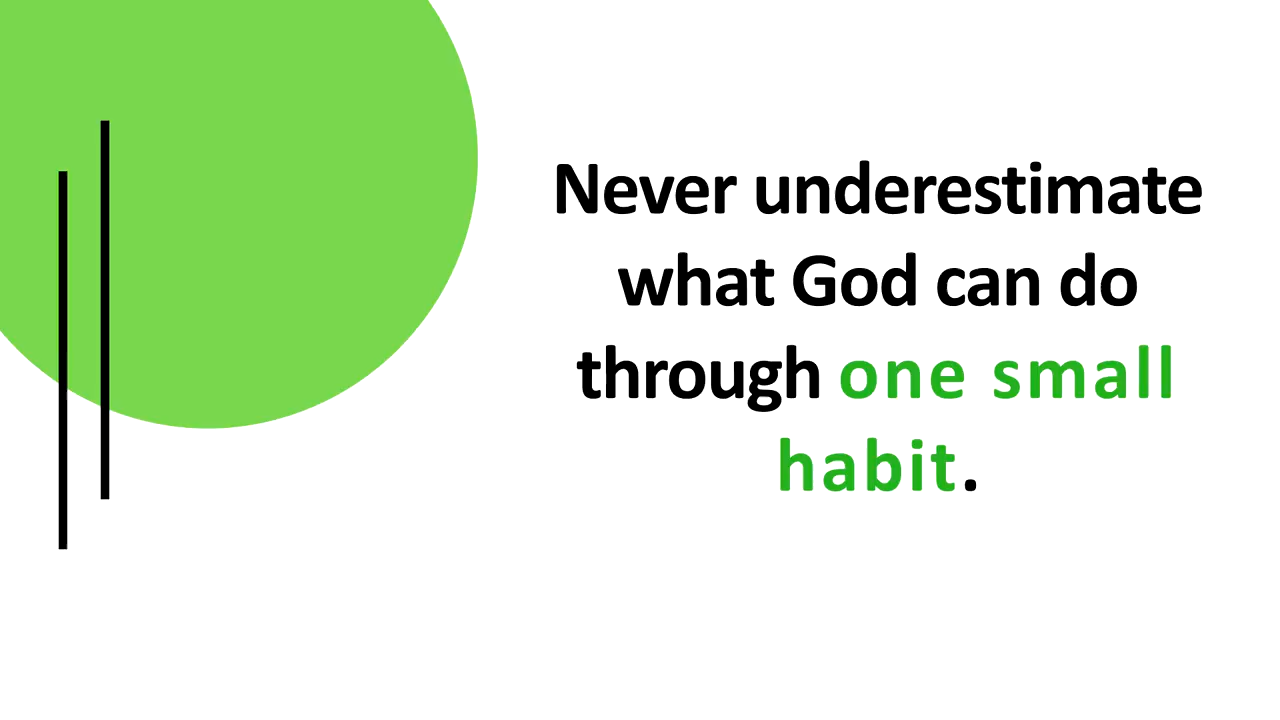 Never underestimate
what God can do
through one small
habit.